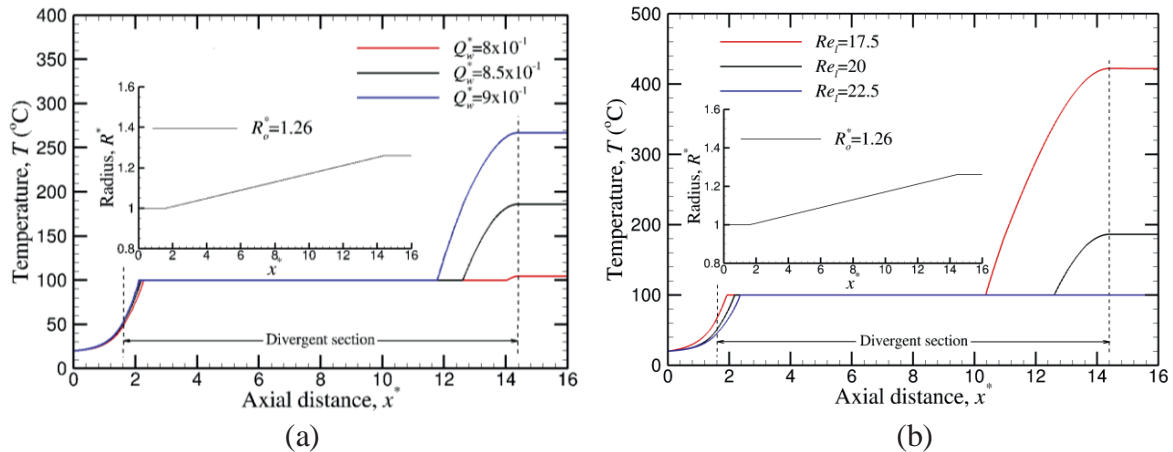 400
350
300
250
200
150
100
50
0
Temperature, T (°C)
Q*w=8x10⁻¹
Q*w=8.5x10⁻¹
Q*w=9x10⁻¹
1.6
1.4
1.2
1
0.8
Radius, R*
R*o=1.26
0 2 4 6 8 10 12 14 16
x*
Divergent section
0 2 4 6 8 10 12 14 16
Axial distance, x*
(a)
500
400
300
200
100
0
Temperature, T (°C)
Rel=17.5
Rel=20
Rel=22.5
1.6
1.4
1.2
1
0.8
Radius, R*
R*o=1.26
0 2 4 6 8 10 12 14 16
x*
Divergent section
0 2 4 6 8 10 12 14 16
Axial distance, x*
(b)